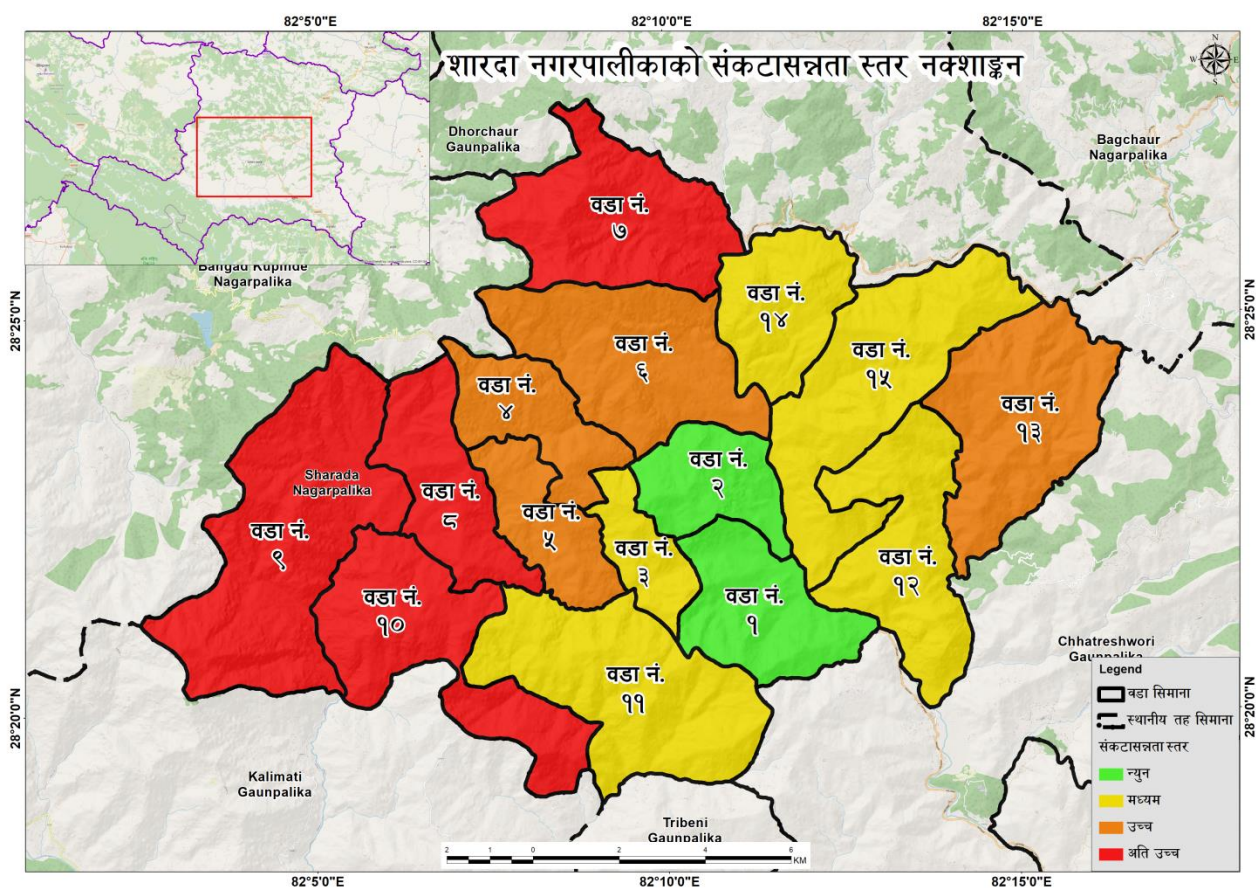 82°5'0"E
82°10'0"E
82°15'0"E
शारदा नगरपालीकाको संकटासन्नता स्तर नक्शाङ्कन
N
W
E
S
Dhorchaur
Gaunpalika
Bagchaur
Nagarpalika
वडा नं.
७
Bangad Kupinde
Nagarpalika
28°25'0"N
28°25'0"N
वडा नं.
१४
वडा नं.
६
वडा नं.
१५
वडा नं.
४
वडा नं.
१३
वडा नं.
२
Sharada
Nagarpalika
वडा नं.
८
वडा नं.
९
वडा नं.
५
वडा नं.
३
वडा नं.
१२
वडा नं.
१
वडा नं.
१०
वडा नं.
११
Chhatreshwori
Gaunpalika
28°20'0"N
28°20'0"N
Legend
वडा सिमाना
स्थानीय तह सिमाना
संकटासन्नता स्तर
न्युन
मध्यम
उच्च
अति उच्च
Kalimati
Gaunpalika
Tribeni
Gaunpalika
2 1 0 2 4 6
KM
82°5'0"E
82°10'0"E
82°15'0"E